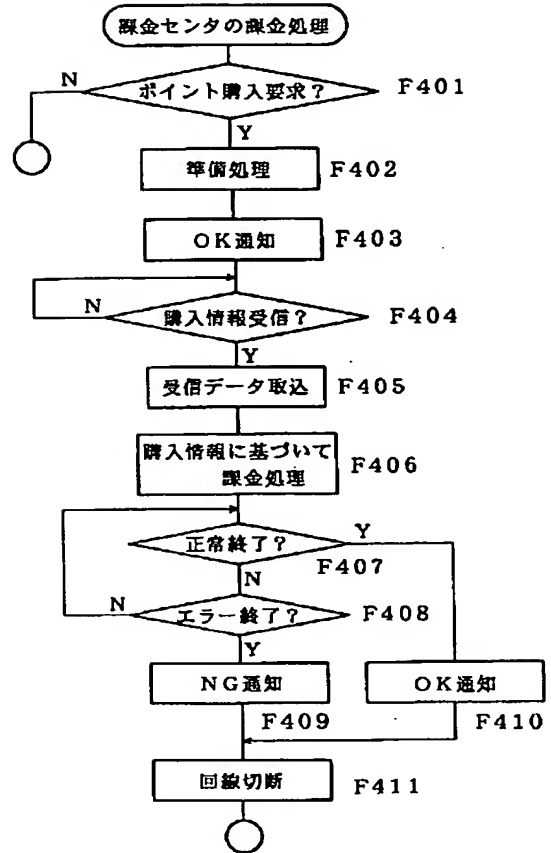 課金センタの課金処理
N
ポイント購入要求？
F401
Y
準備処理
F402
OK通知
F403
N
購入情報受信？
F404
Y
受信データ取込
F405
購入情報に基づいて
課金処理
F406
Y
正常終了？
F407
N
N
エラー終了？
F408
Y
NG通知
OK通知
F409
F410
回線切断
F411